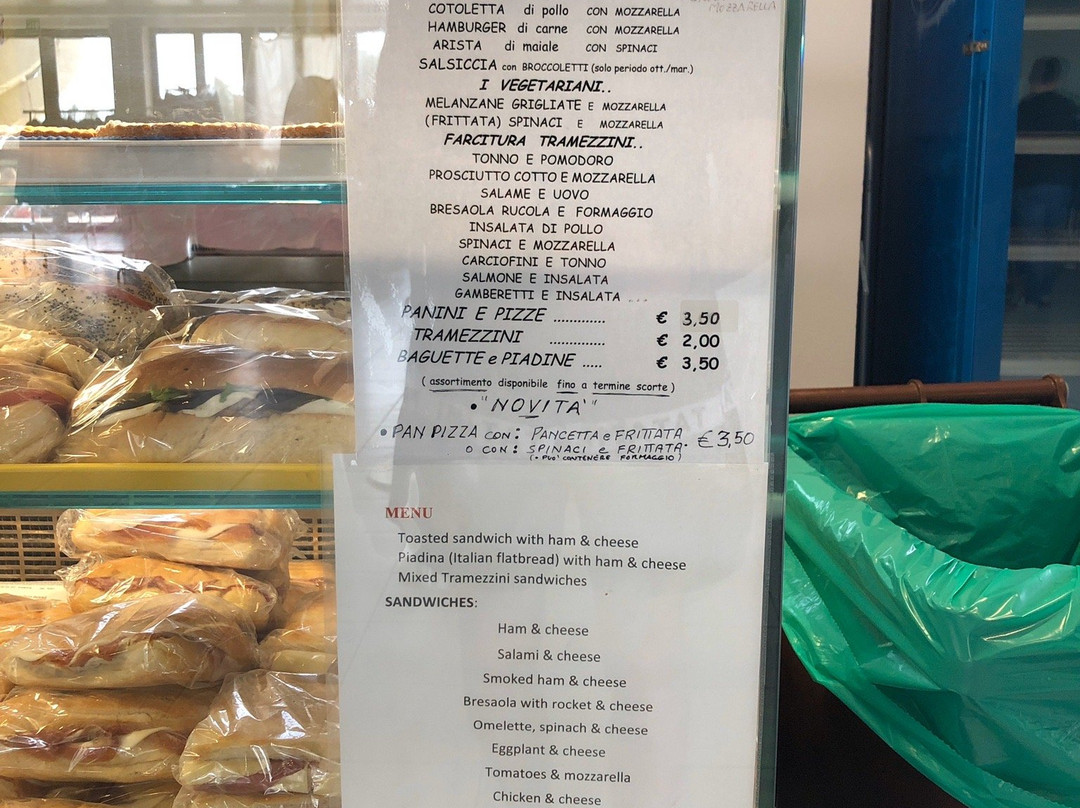 MOZZARELLA
COTOLETTA di pollo CON MOZZARELLA
HAMBURGER di carne CON MOZZARELLA
ARISTA di maiale CON SPINACI
SALSICCIA con BROCCOLETTI (solo periodo ott./mar.)
I VEGETARIANI..
MELANZANE GRIGLIATE E MOZZARELLA
(FRITTATA) SPINACI E MOZZARELLA
FARCITURA TRAMEZZINI..
TONNO E POMODORO
PROSCIUTTO COTTO E MOZZARELLA
SALAME E UOVO
BRESAOLA RUCOLA E FORMAGGIO
INSALATA DI POLLO
SPINACI E MOZZARELLA
CARCIOFINI E TONNO
SALMONE E INSALATA
GAMBERETTI E INSALATA ...
PANINI E PIZZE ............. € 3,50
TRAMEZZINI .............. € 2,00
BAGUETTE e PIADINE ..... € 3,50
(assortimento disponibile fino a termine scorte)
• "NOVITA'"
• PAN PIZZA CON: PANCETTA e FRITTATA € 3,50
O CON: SPINACI e FRITTATA•
(• PUO' CONTENERE FORMAGGIO)
MENU
Toasted sandwich with ham & cheese
Piadina (Italian flatbread) with ham & cheese
Mixed Tramezzini sandwiches
SANDWICHES:
Ham & cheese
Salami & cheese
Smoked ham & cheese
Bresaola with rocket & cheese
Omelette, spinach & cheese
Eggplant & cheese
Tomatoes & mozzarella
Chicken & cheese